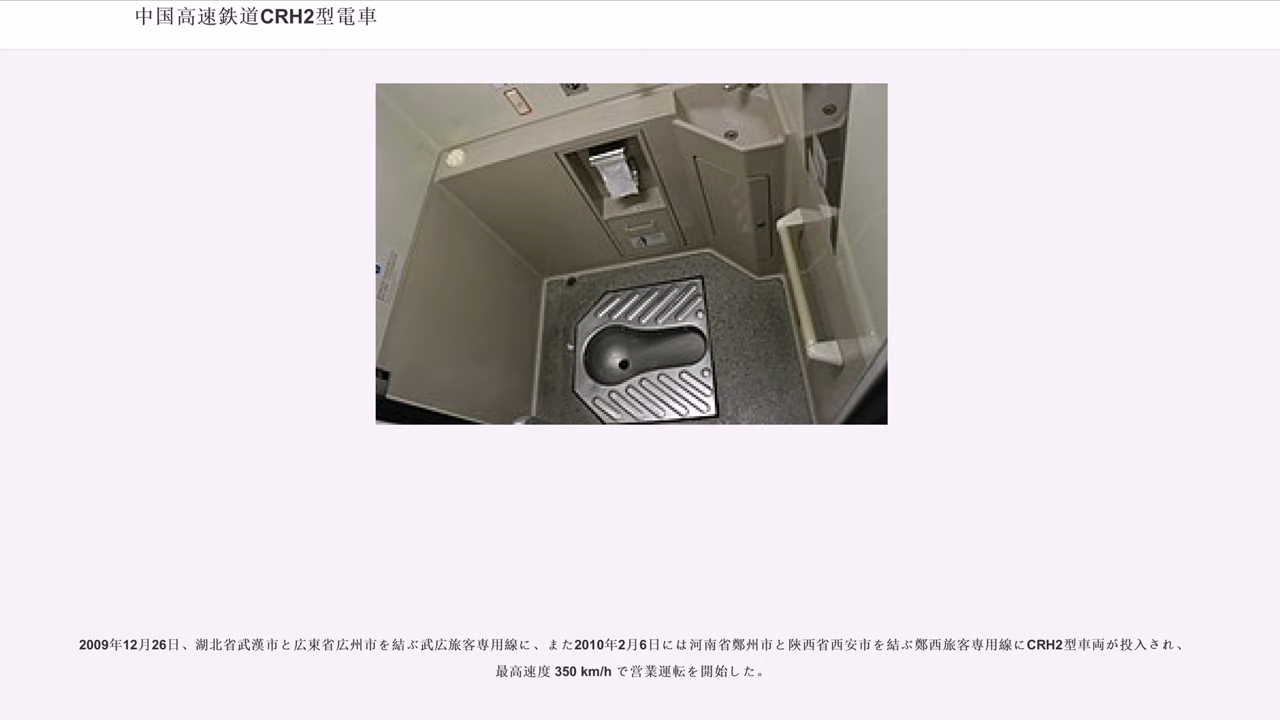 中国高速鉄道CRH2型電車
2009年12月26日、湖北省武漢市と広東省広州市を結ぶ武広旅客専用線に、また2010年2月6日には河南省鄭州市と陝西省西安市を結ぶ鄭西旅客専用線にCRH2型車両が投入され、
最高速度 350 km/h で営業運転を開始した。